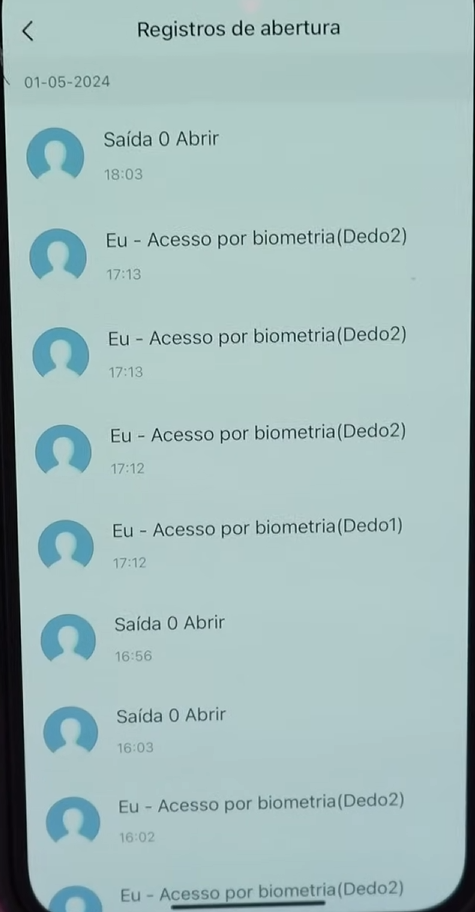 Registros de abertura
01-05-2024
Saída 0 Abrir
18:03
Eu - Acesso por biometria(Dedo2)
17:13
Eu - Acesso por biometria(Dedo2)
17:13
Eu - Acesso por biometria(Dedo2)
17:12
Eu - Acesso por biometria(Dedo1)
17:12
Saída 0 Abrir
16:56
Saída 0 Abrir
16:03
Eu - Acesso por biometria(Dedo2)
16:02
Eu - Acesso por biometria(Dedo2)